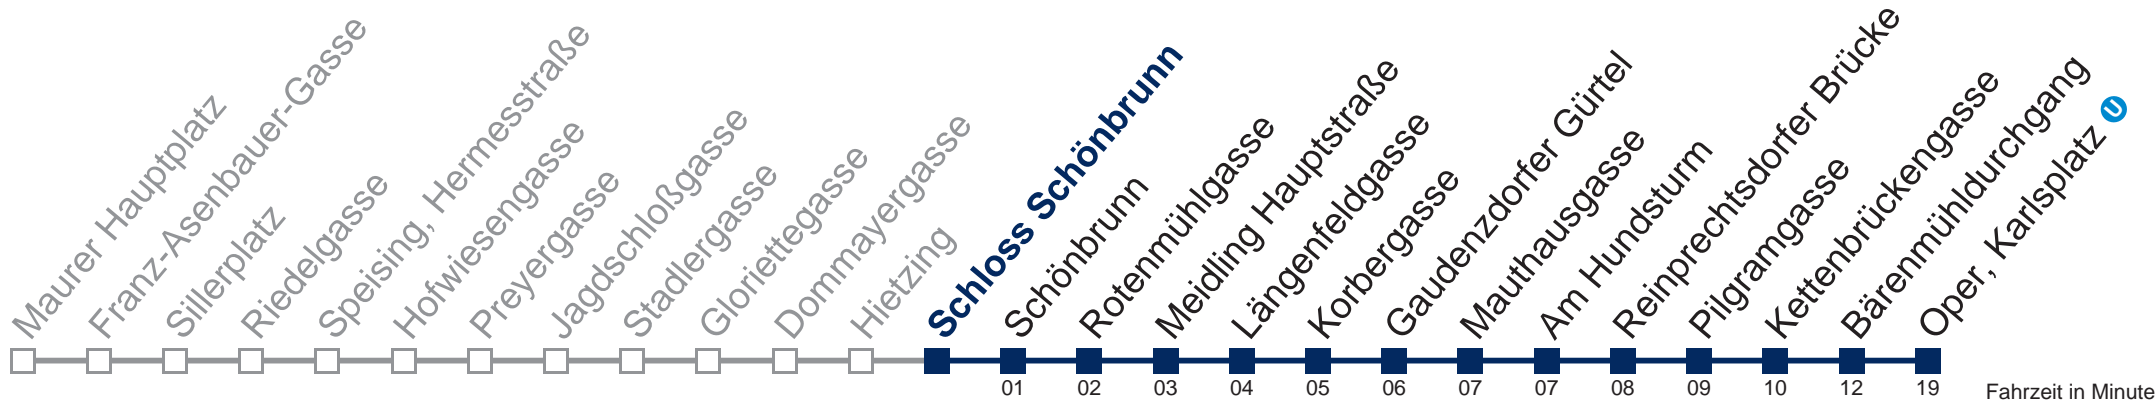 Maurer Hauptplatz
Franz-Asenbauer-Gasse
Sillerplatz
Riedelgasse
Speising, Hermesstraße
Hofwiesengasse
Preyergasse
Jagdschloßgasse
Stadlergasse
Gloriettegasse
Dommayergasse
Hietzing
Schloss Schönbrunn
Schönbrunn
Rotenmühlgasse
Meidling Hauptstraße
Längenfeldgasse
Korbergasse
Gaudenzdorfer Gürtel
Mauthausgasse
Am Hundsturm
Reinprechtsdorfer Brücke
Pilgramgasse
Kettenbrückengasse
Bärenmühldurchgang
Oper, Karlsplatz U
01 02 03 04 05 06 07 07 08 09 10 12 19 Fahrzeit in Minute